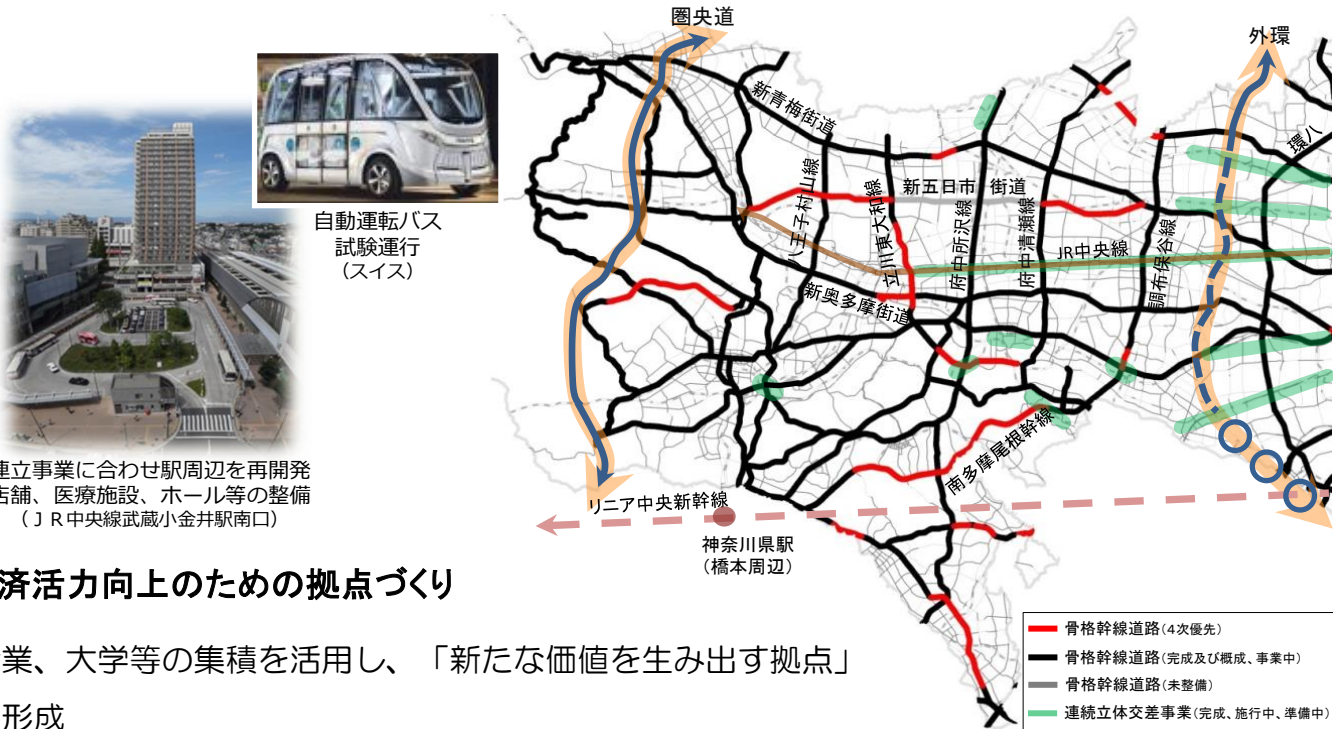 圏央道
外環
新青梅街道
環八
自動運転バス
試験運行
（スイス）
八王子村山線
立川東大和線
新五日市　街道
府中所沢線
府中清瀬線
調布保谷線
JR中央線
新奥多摩街道
南多摩尾根幹線
連立事業に合わせ駅周辺を再開発
店舗、医療施設、ホール等の整備
（ＪＲ中央線武蔵小金井駅南口）
リニア中央新幹線
神奈川県駅
（橋本周辺）
済活力向上のための拠点づくり
業、大学等の集積を活用し、「新たな価値を生み出す拠点」
形成
骨格幹線道路（4次優先）
骨格幹線道路（完成及び概成、事業中）
骨格幹線道路（未整備）
連続立体交差事業（完成、施行中、準備中）